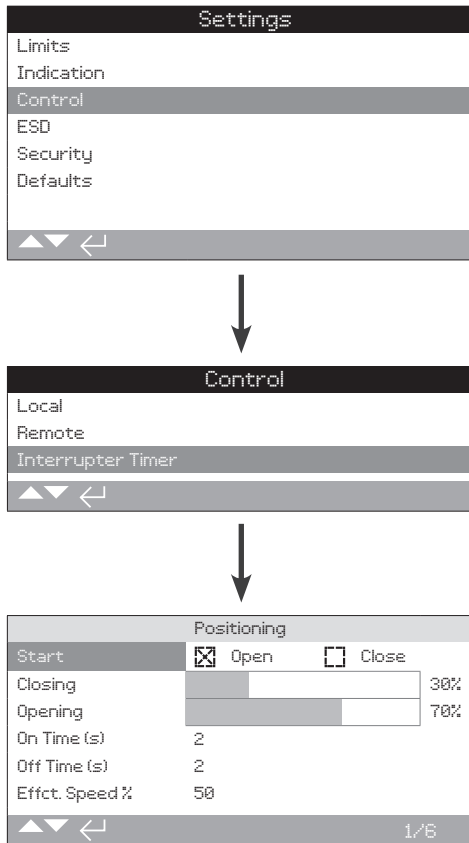 Settings
Limits
Indication
Control
ESD
Security
Defaults
Control
Local
Remote
Interrupter Timer
Positioning
Start Open Close
Closing 30%
Opening 70%
On Time (s) 2
Off Time (s) 2
Effct. Speed % 50
1/6